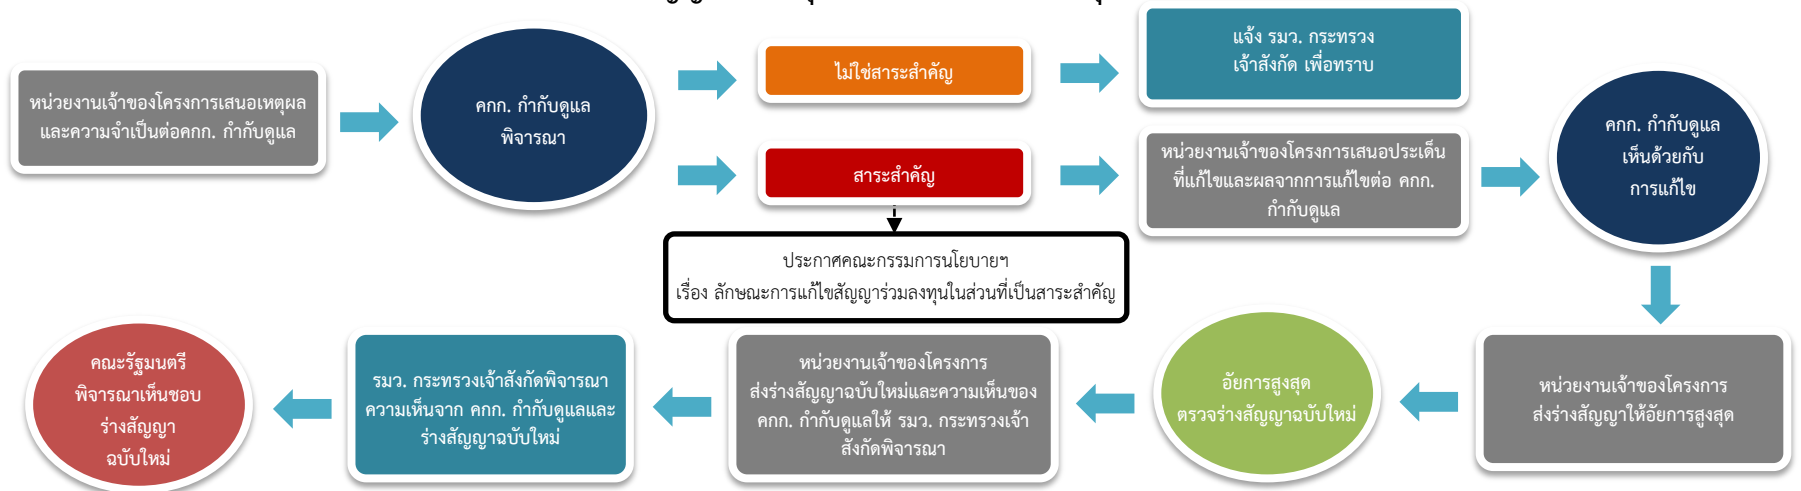 หน่วยงานเจ้าของโครงการเสนอเหตุผล
และความจำเป็นต่อคกก. กำกับดูแล
คกก. กำกับดูแล
พิจารณา
ไม่ใช่สาระสำคัญ
แจ้ง รมว. กระทรวง
เจ้าสังกัด เพื่อทราบ
สาระสำคัญ
หน่วยงานเจ้าของโครงการเสนอประเด็น
ที่แก้ไขและผลจากการแก้ไขต่อ คกก.
กำกับดูแล
คกก. กำกับดูแล
เห็นด้วยกับ
การแก้ไข
ประกาศคณะกรรมการนโยบายฯ
เรื่อง ลักษณะการแก้ไขสัญญาร่วมลงทุนในส่วนที่เป็นสาระสำคัญ
หน่วยงานเจ้าของโครงการ
ส่งร่างสัญญาให้อัยการสูงสุด
อัยการสูงสุด
ตรวจร่างสัญญาฉบับใหม่
หน่วยงานเจ้าของโครงการ
ส่งร่างสัญญาฉบับใหม่และความเห็นของ
คกก. กำกับดูแลให้ รมว. กระทรวงเจ้า
สังกัดพิจารณา
รมว. กระทรวงเจ้าสังกัดพิจารณา
ความเห็นจาก คกก. กำกับดูแลและ
ร่างสัญญาฉบับใหม่
คณะรัฐมนตรี
พิจารณาเห็นชอบ
ร่างสัญญา
ฉบับใหม่